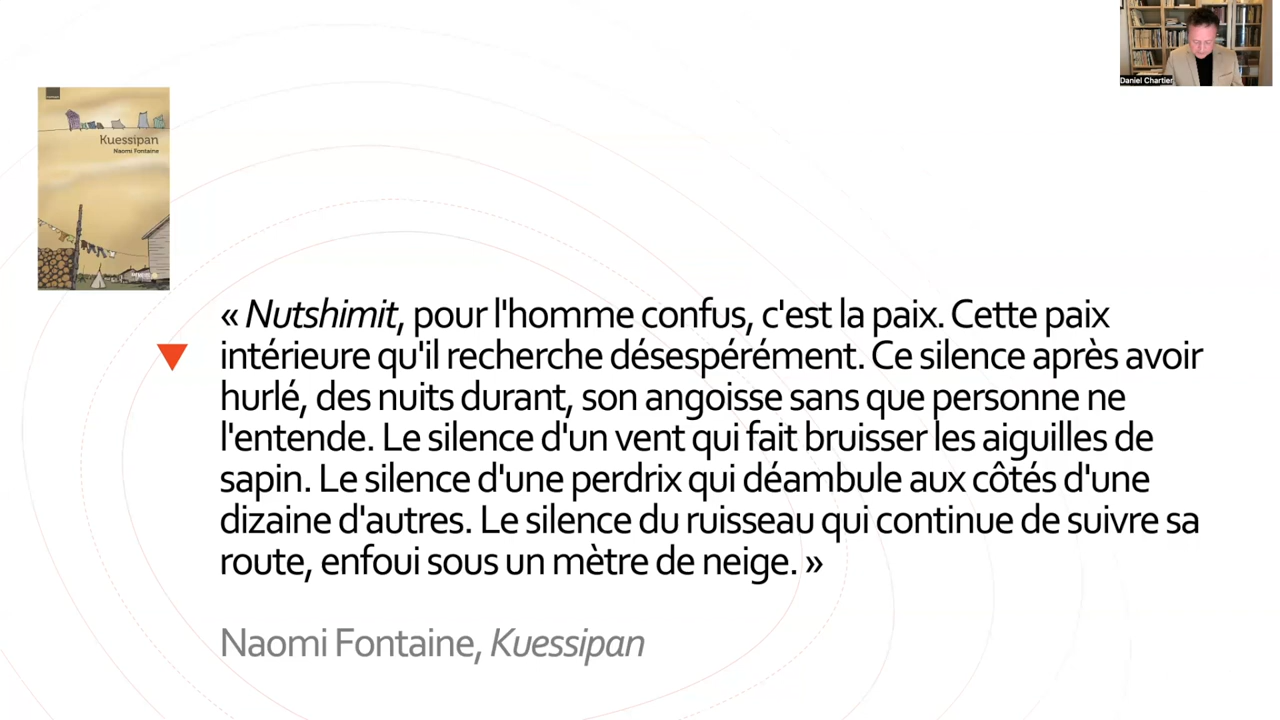 Daniel Chartier
Kuessipan
Naomi Fontaine
« Nutshimit, pour l'homme confus, c'est la paix. Cette paix
intérieure qu'il recherche désespérément. Ce silence après avoir
hurlé, des nuits durant, son angoisse sans que personne ne
l'entende. Le silence d'un vent qui fait bruisser les aiguilles de
sapin. Le silence d'une perdrix qui déambule aux côtés d'une
dizaine d'autres. Le silence du ruisseau qui continue de suivre sa
route, enfoui sous un mètre de neige. »
Naomi Fontaine, Kuessipan